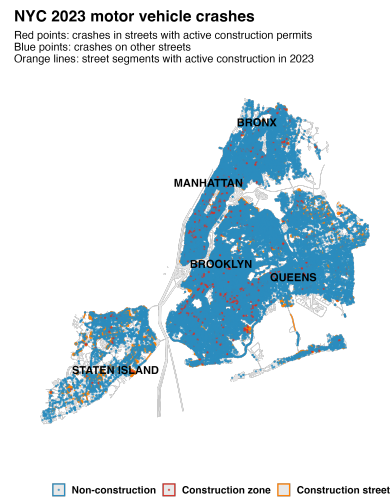 NYC 2023 motor vehicle crashes
Red points: crashes in streets with active construction permits
Blue points: crashes on other streets
Orange lines: street segments with active construction in 2023
BRONX
MANHATTAN
BROOKLYN
QUEENS
STATEN ISLAND
Non-construction Construction zone Construction street